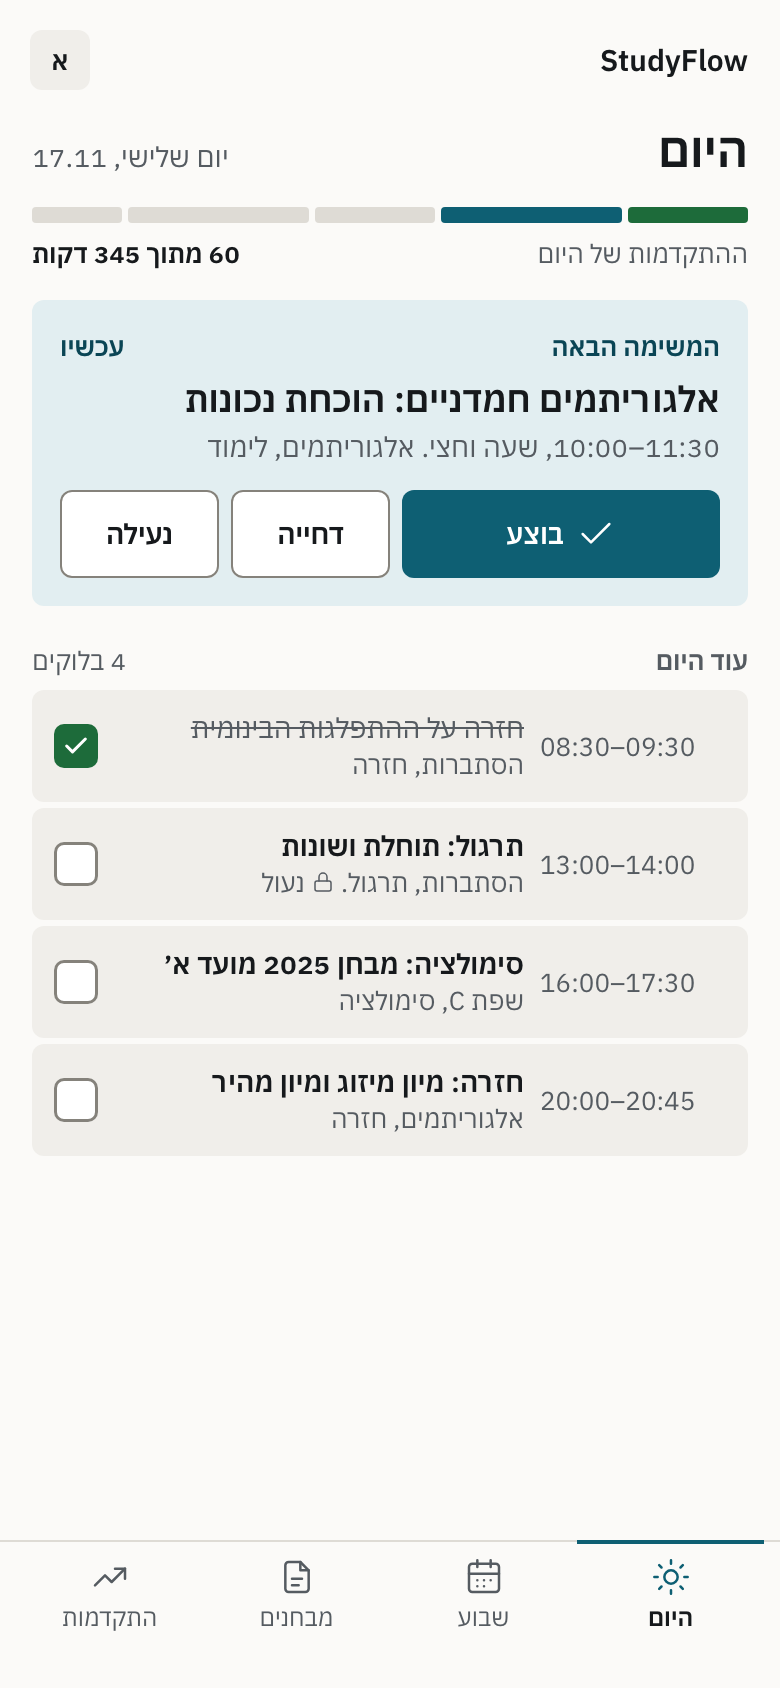 StudyFlow
א
היום
יום שלישי, 17.11
ההתקדמות של היום
60 מתוך 345 דקות
המשימה הבאה
עכשיו
אלגוריתמים חמדניים: הוכחת נכונות
10:00–11:30, שעה וחצי. אלגוריתמים, לימוד
בוצע
דחייה
נעילה
עוד היום
4 בלוקים
08:30–09:30
חזרה על ההתפלגות הבינומית
הסתברות, חזרה
13:00–14:00
תרגול: תוחלת ושונות
הסתברות, תרגול. נעול
16:00–17:30
סימולציה: מבחן 2025 מועד א׳
שפת C, סימולציה
20:00–20:45
חזרה: מיון מיזוג ומיון מהיר
אלגוריתמים, חזרה
היום
שבוע
מבחנים
התקדמות